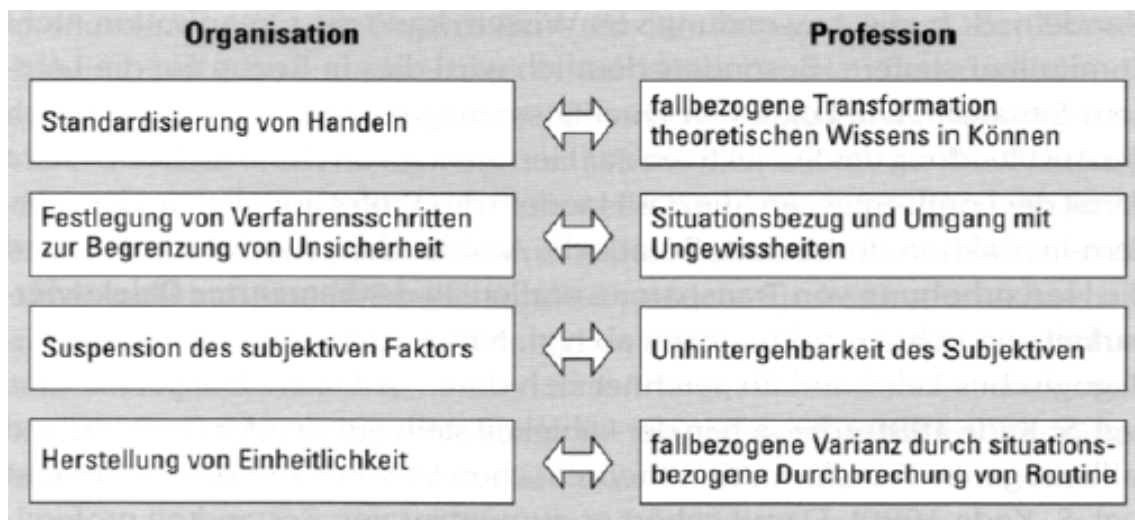 Organisation
Profession
Standardisierung von Handeln
fallbezogene Transformation
theoretischen Wissens in Können
Festlegung von Verfahrensschritten
zur Begrenzung von Unsicherheit
Situationsbezug und Umgang mit
Ungewissheiten
Suspension des subjektiven Faktors
Unhintergehbarkeit des Subjektiven
Herstellung von Einheitlichkeit
fallbezogene Varianz durch situations-
bezogene Durchbrechung von Routine